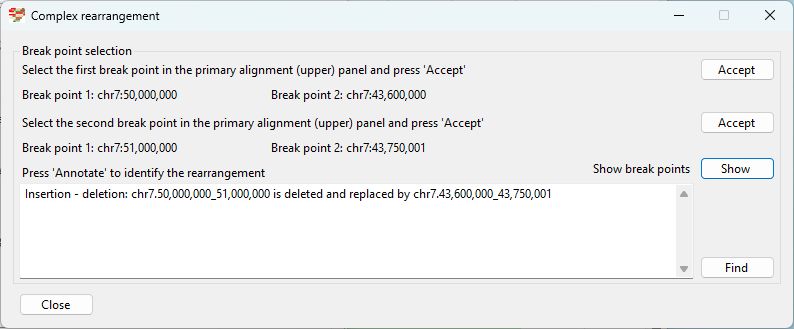 Complex rearrangement
Break point selection
Select the first break point in the primary alignment (upper) panel and press 'Accept'
Accept
Break point 1: chr7:50,000,000 Break point 2: chr7:43,600,000
Select the second break point in the primary alignment (upper) panel and press 'Accept'
Accept
Break point 1: chr7:51,000,000 Break point 2: chr7:43,750,001
Press 'Annotate' to identify the rearrangement Show break points Show
Insertion - deletion: chr7.50,000,000_51,000,000 is deleted and replaced by chr7.43,600,000_43,750,001
Find
Close